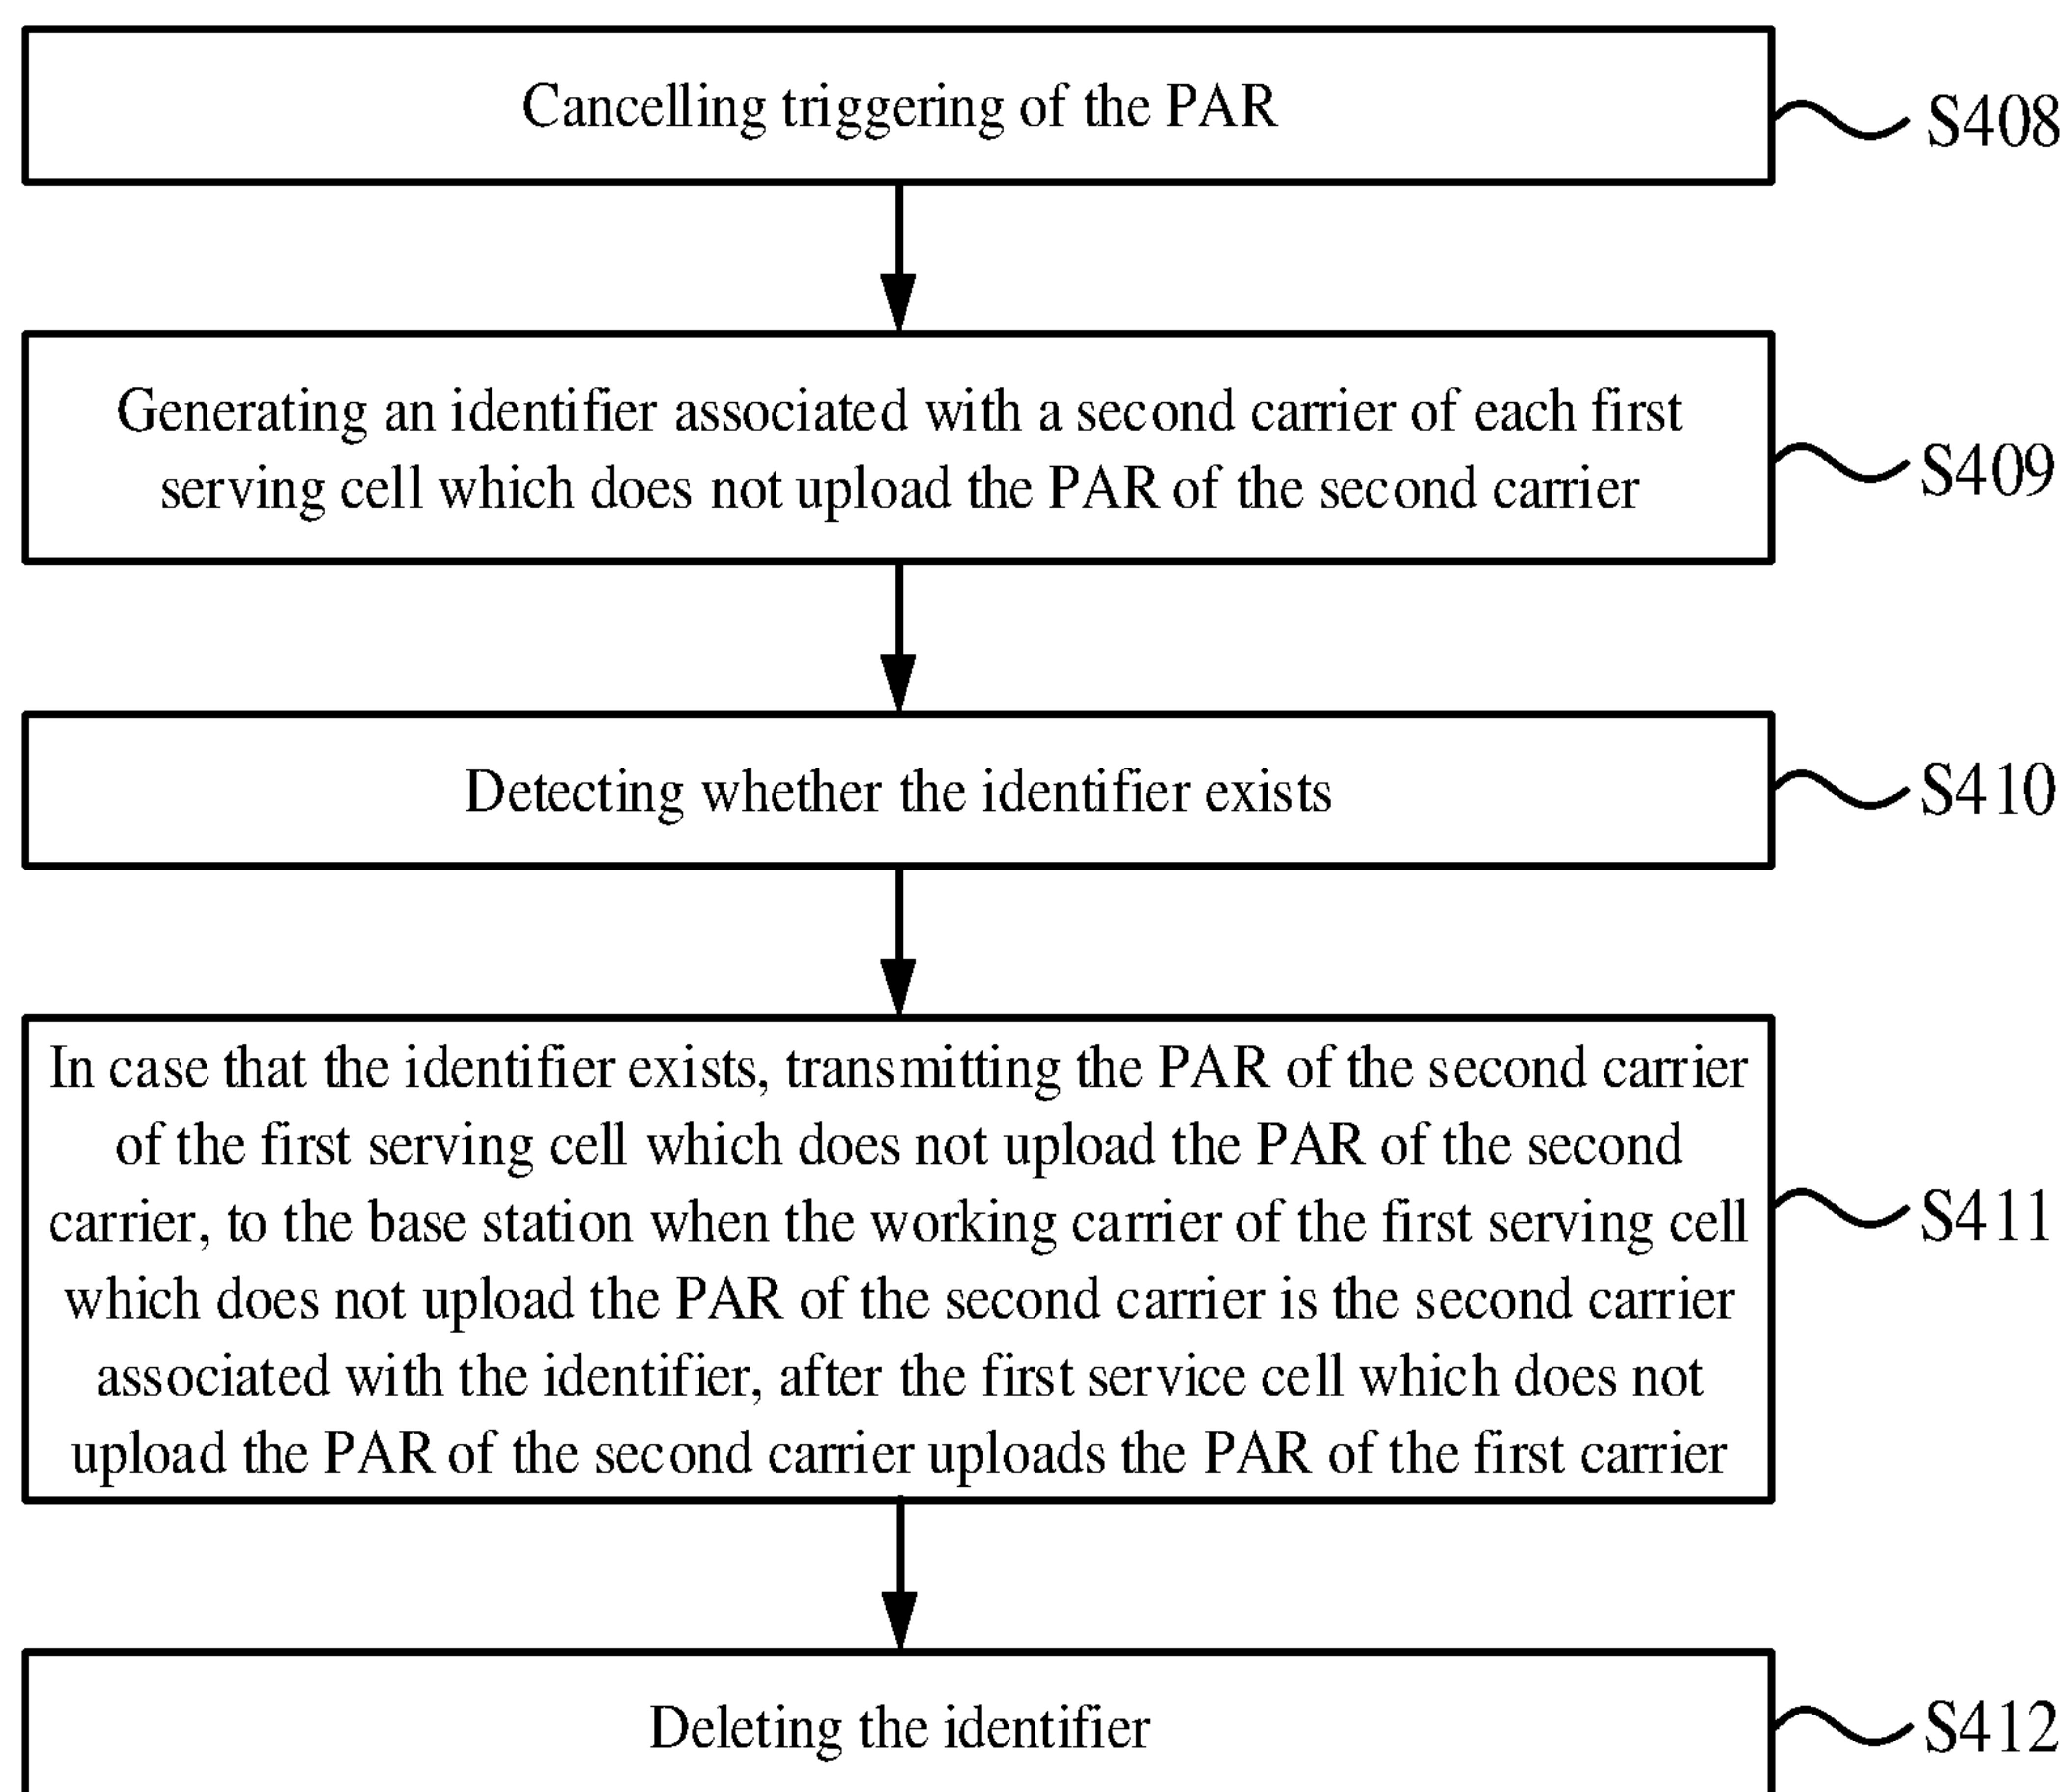 Cancelling triggering of the PAR
S408
Generating an identifier associated with a second carrier of each first
serving cell which does not upload the PAR of the second carrier
S409
Detecting whether the identifier exists
S410
In case that the identifier exists, transmitting the PAR of the second carrier
of the first serving cell which does not upload the PAR of the second
carrier, to the base station when the working carrier of the first serving cell
which does not upload the PAR of the second carrier is the second carrier
associated with the identifier, after the first service cell which does not
upload the PAR of the second carrier uploads the PAR of the first carrier
S411
Deleting the identifier
S412